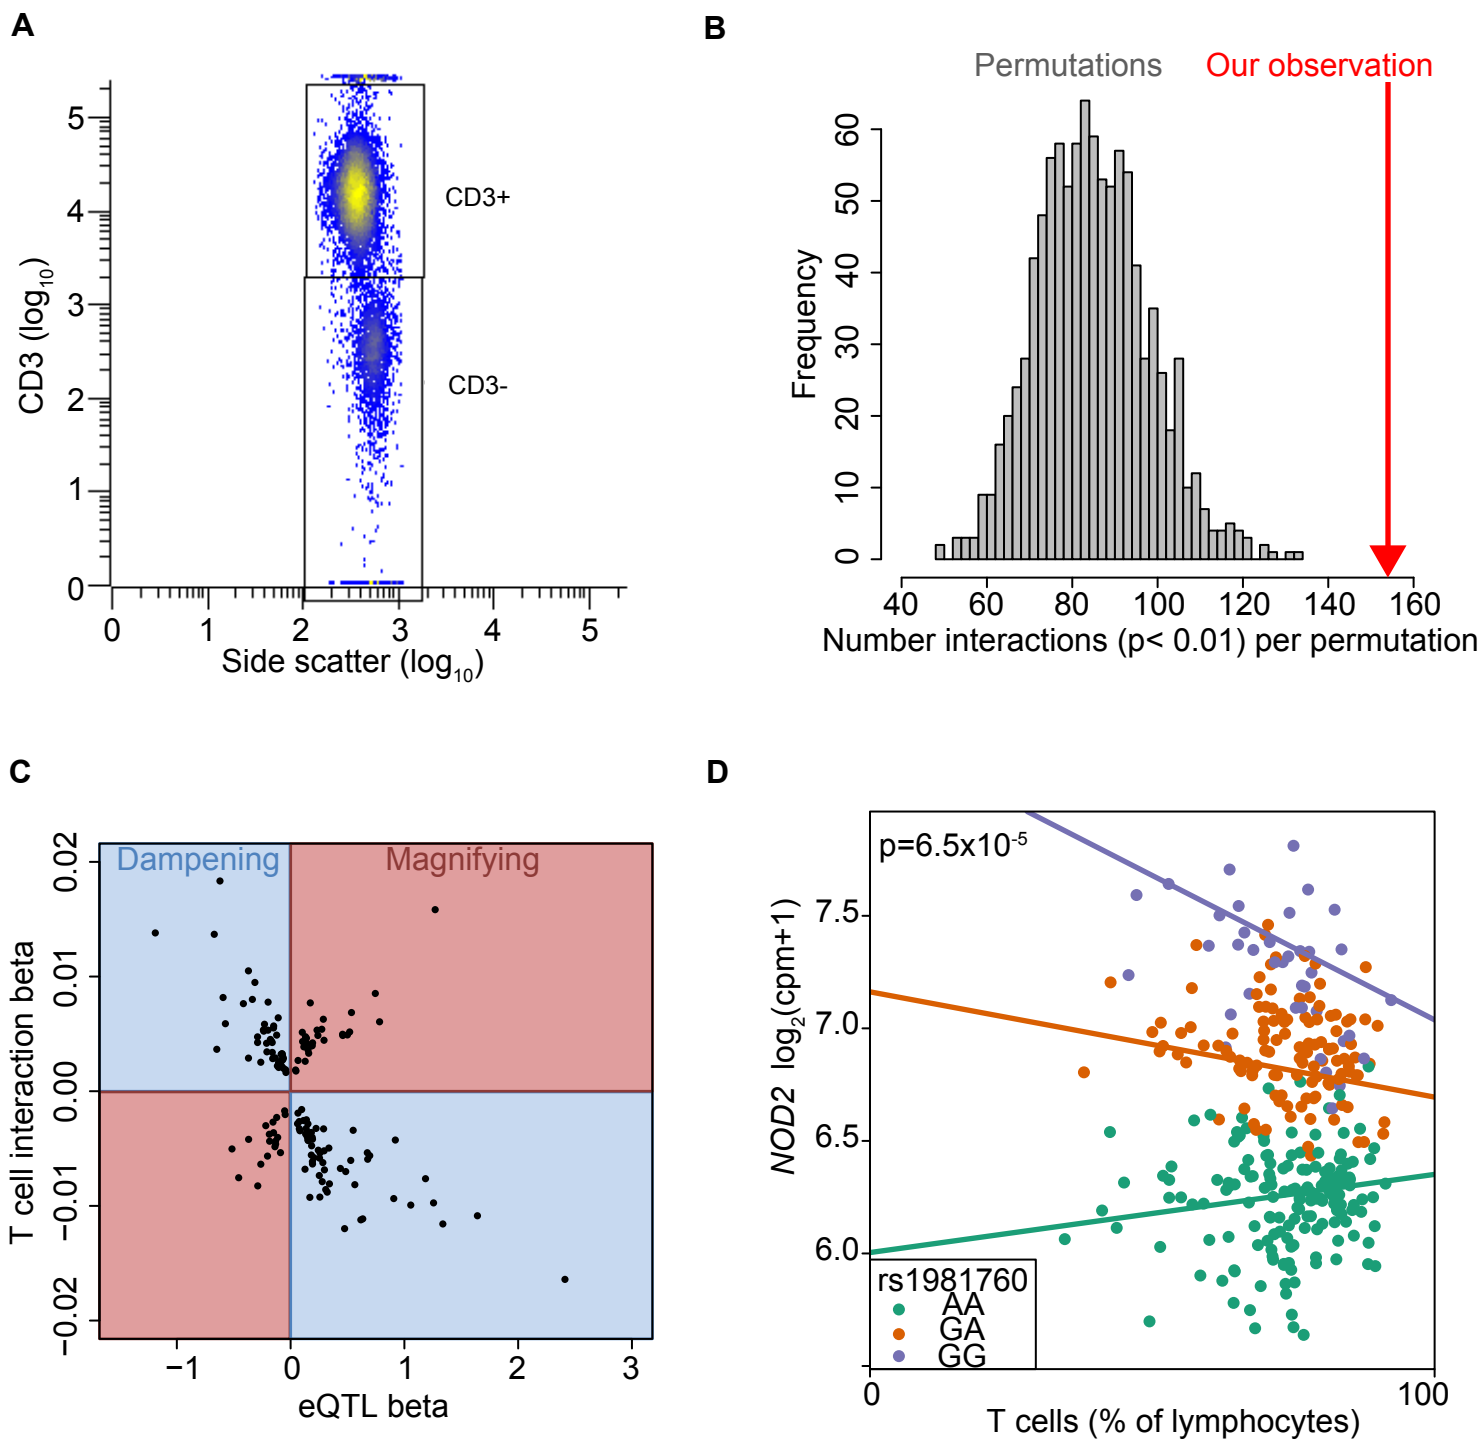 A
5
4
3
2
1
0
CD3 (log10)
CD3+
CD3-
0 1 2 3 4 5
Side scatter (log10)
B
Permutations Our observation
60
50
40
30
20
10
0
Frequency
40 60 80 100 120 140 160
Number interactions (p< 0.01) per permutation
C
Dampening Magnifying
0.02
0.01
0.00
−0.01
−0.02
T cell interaction beta
−1 0 1 2 3
eQTL beta
D
p=6.5x10-5
7.5
7.0
6.5
6.0
NOD2 log2(cpm+1)
rs1981760
AA
GA
GG
0 100
T cells (% of lymphocytes)